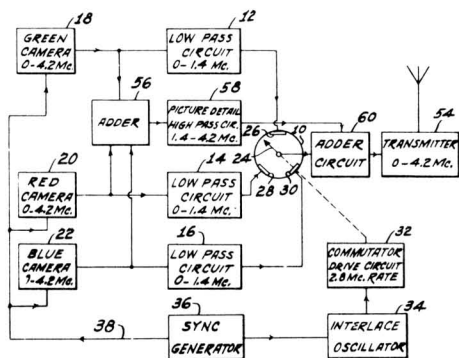 18
GREEN
CAMERA
0-4.2 Mc.
12
LOW PASS
CIRCUIT
0-1.4 Mc.
56
ADDER
58
PICTURE DETAIL
HIGH PASS CIR.
1.4-4.2 Mc.
26
10
24
28
30
60
ADDER
CIRCUIT
54
TRANSMITTER
0-4.2 Mc.
20
RED
CAMERA
0-4.2 Mc.
14
LOW PASS
CIRCUIT
0-1.4 Mc.
22
BLUE
CAMERA
?-4.2 Mc.
16
LOW PASS
CIRCUIT
0-1.4 Mc.
32
COMMUTATOR
DRIVE CIRCUIT
2.8 Mc. RATE
38
36
SYNC
GENERATOR
34
INTERLACE
OSCILLATOR